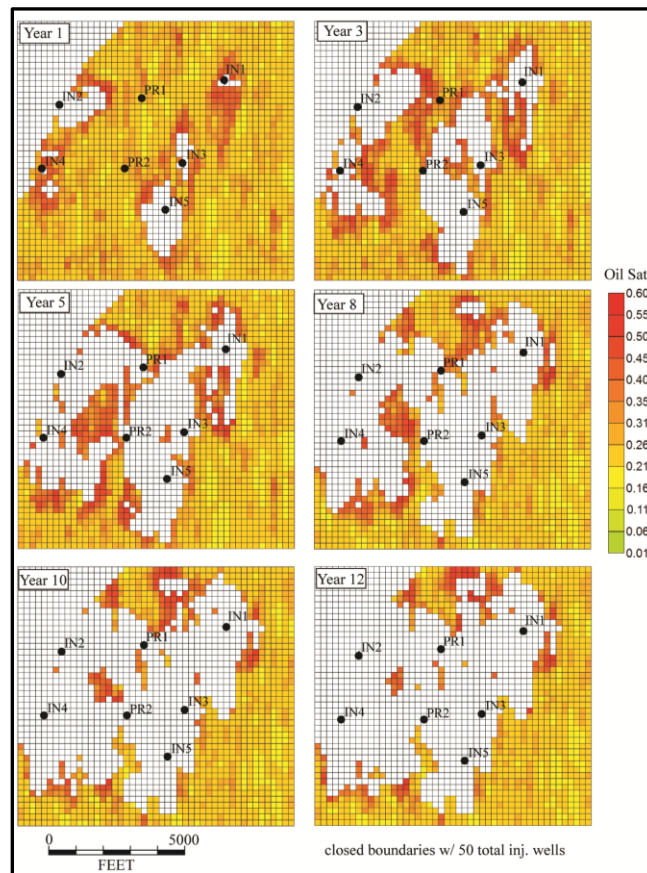 Year 1
IN1
IN2
PR1
IN4
PR2
IN3
IN5
Year 3
IN1
IN2
PR1
IN4
PR2
IN3
IN5
Year 5
IN1
IN2
PR1
IN4
PR2
IN3
IN5
Year 8
IN1
IN2
PR1
IN4
PR2
IN3
IN5
Oil Sat
0.60
0.55
0.50
0.45
0.40
0.35
0.30
0.26
0.21
0.16
0.11
0.06
0.01
Year 10
IN1
IN2
PR1
IN4
PR2
IN3
IN5
Year 12
IN1
IN2
PR1
IN4
PR2
IN3
IN5
0 5000
FEET
closed boundaries w/ 50 total inj. wells